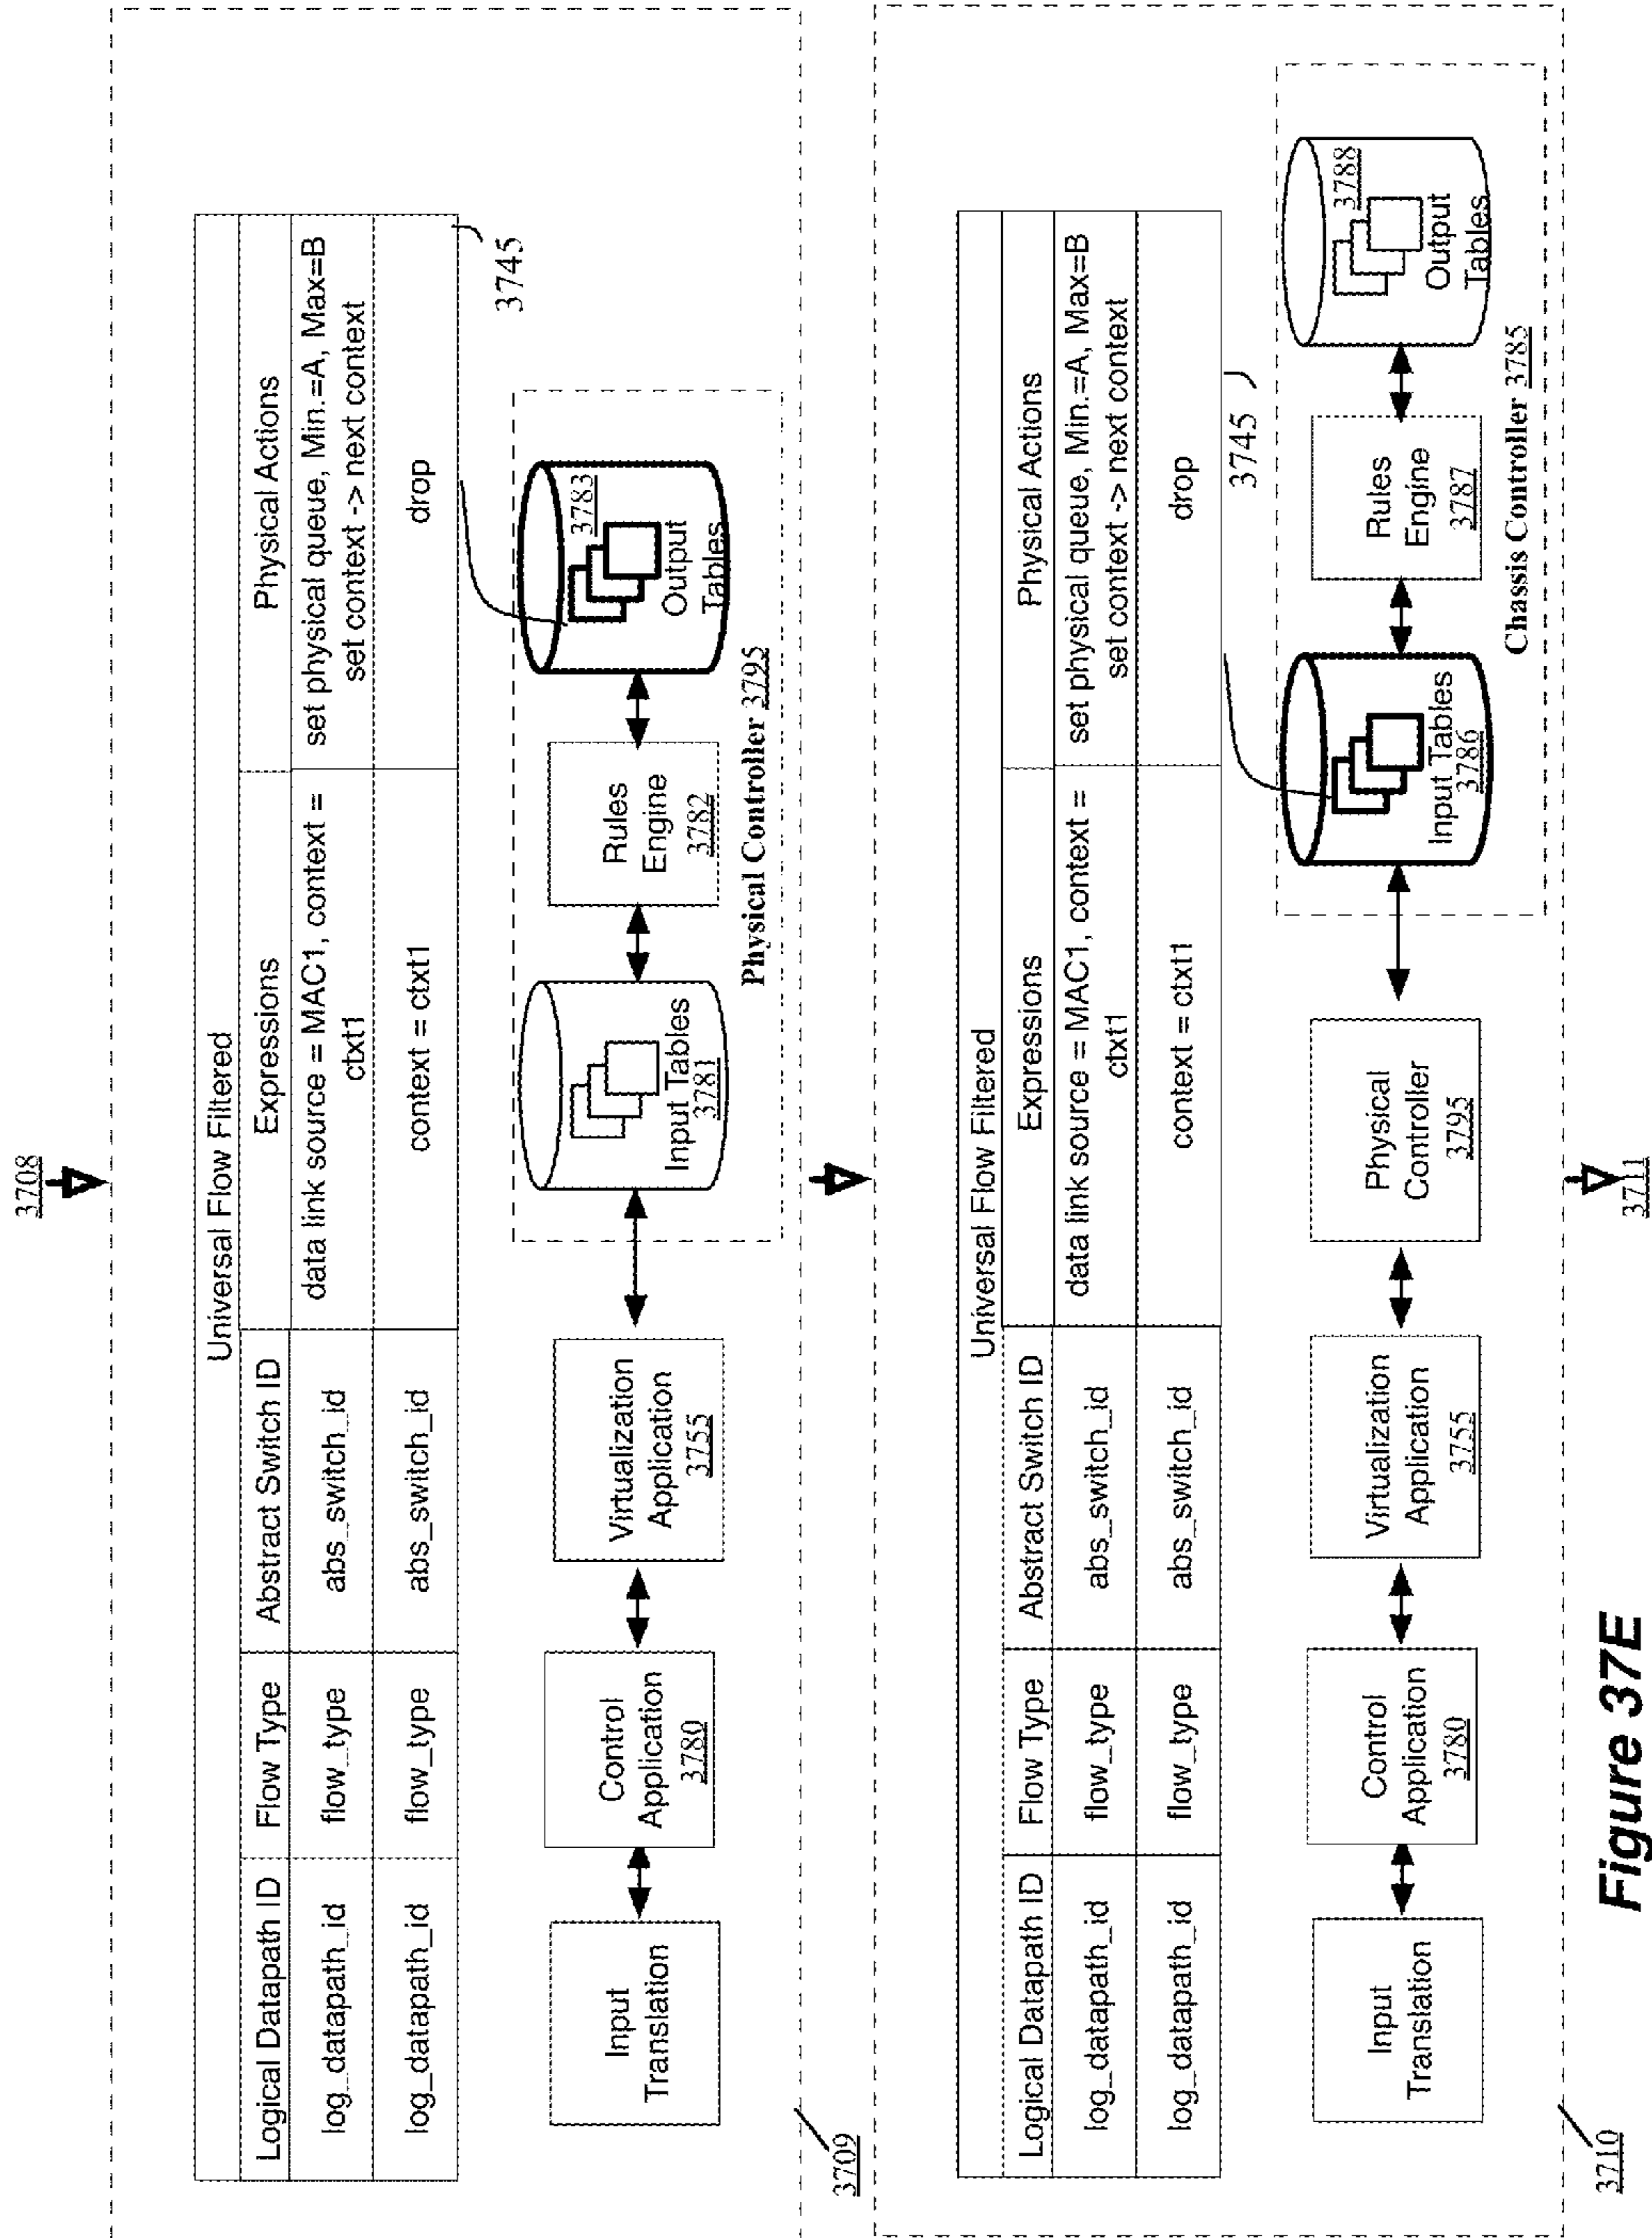 3708
Universal Flow Filtered
Logical Datapath ID
Flow Type
Abstract Switch ID
Expressions
Physical Actions
log_datapath_id
flow_type
abs_switch_id
data link source = MAC1, context =
ctxt1
set physical queue, Min.=A, Max=B
set context -> next context
log_datapath_id
flow_type
abs_switch_id
context = ctxt1
drop
3745
Input
Translation
Control
Application
3780
Virtualization
Application
3755
Input Tables
3781
Rules
Engine
3782
3783
Output
Tables
Physical Controller 3795
3709
Universal Flow Filtered
Logical Datapath ID
Flow Type
Abstract Switch ID
Expressions
Physical Actions
log_datapath_id
flow_type
abs_switch_id
data link source = MAC1, context =
ctxt1
set physical queue, Min.=A, Max=B
set context -> next context
log_datapath_id
flow_type
abs_switch_id
context = ctxt1
drop
3745
Input
Translation
Control
Application
3780
Virtualization
Application
3755
Physical
Controller
3795
Input Tables
3786
Rules
Engine
3787
3788
Output
Tables
Chassis Controller 3785
3710
3711
Figure 37E